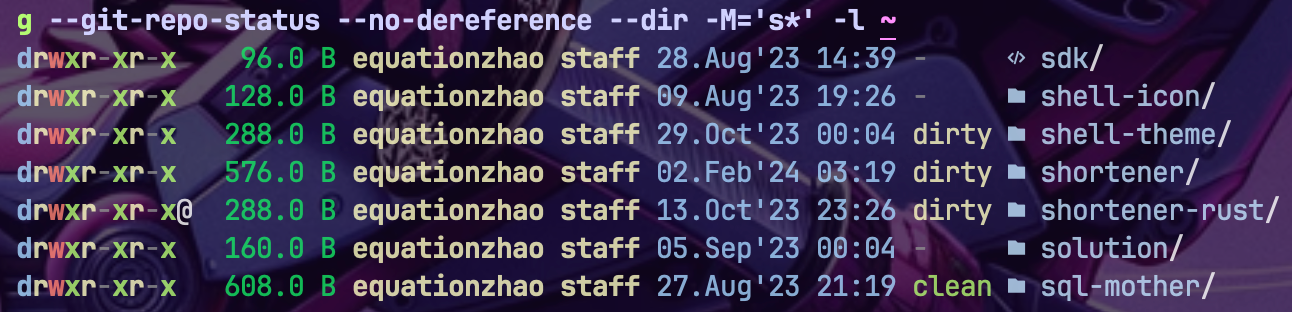 g --git-repo-status --no-dereference --dir -M='s*' -l ~
drwxr-xr-x 96.0 B equationzhao staff 28.Aug'23 14:39 - </> sdk/
drwxr-xr-x 128.0 B equationzhao staff 09.Aug'23 19:26 - shell-icon/
drwxr-xr-x 288.0 B equationzhao staff 29.Oct'23 00:04 dirty shell-theme/
drwxr-xr-x 576.0 B equationzhao staff 02.Feb'24 03:19 dirty shortener/
drwxr-xr-x@ 288.0 B equationzhao staff 13.Oct'23 23:26 dirty shortener-rust/
drwxr-xr-x 160.0 B equationzhao staff 05.Sep'23 00:04 - solution/
drwxr-xr-x 608.0 B equationzhao staff 27.Aug'23 21:19 clean sql-mother/